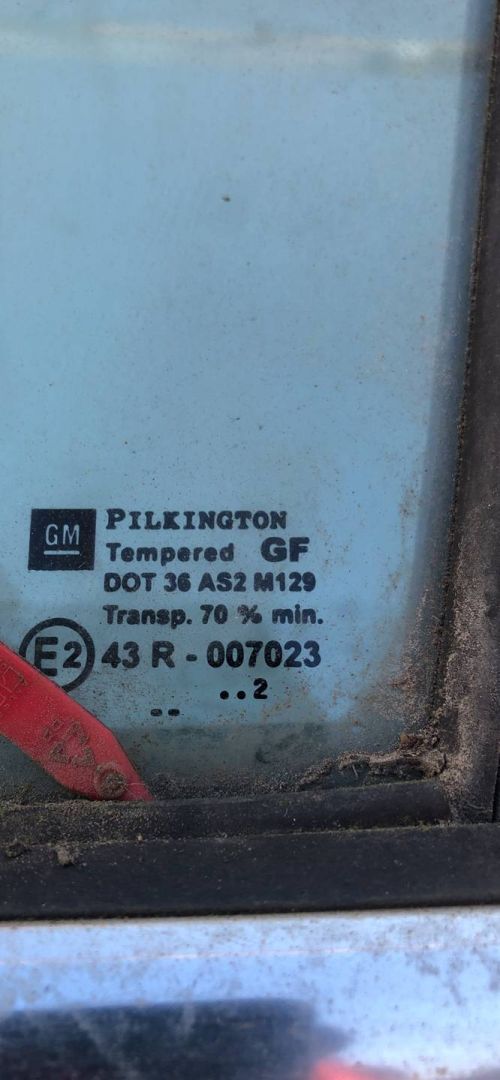 GM
PILKINGTON
Tempered GF
DOT 36 AS2 M129
Transp. 70 % min.
E2 43 R - 007023
..2
--